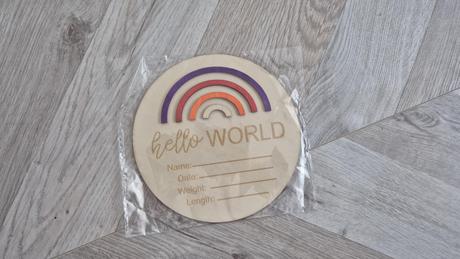 hello WORLD
Name:
Date:
Weight:
Length: